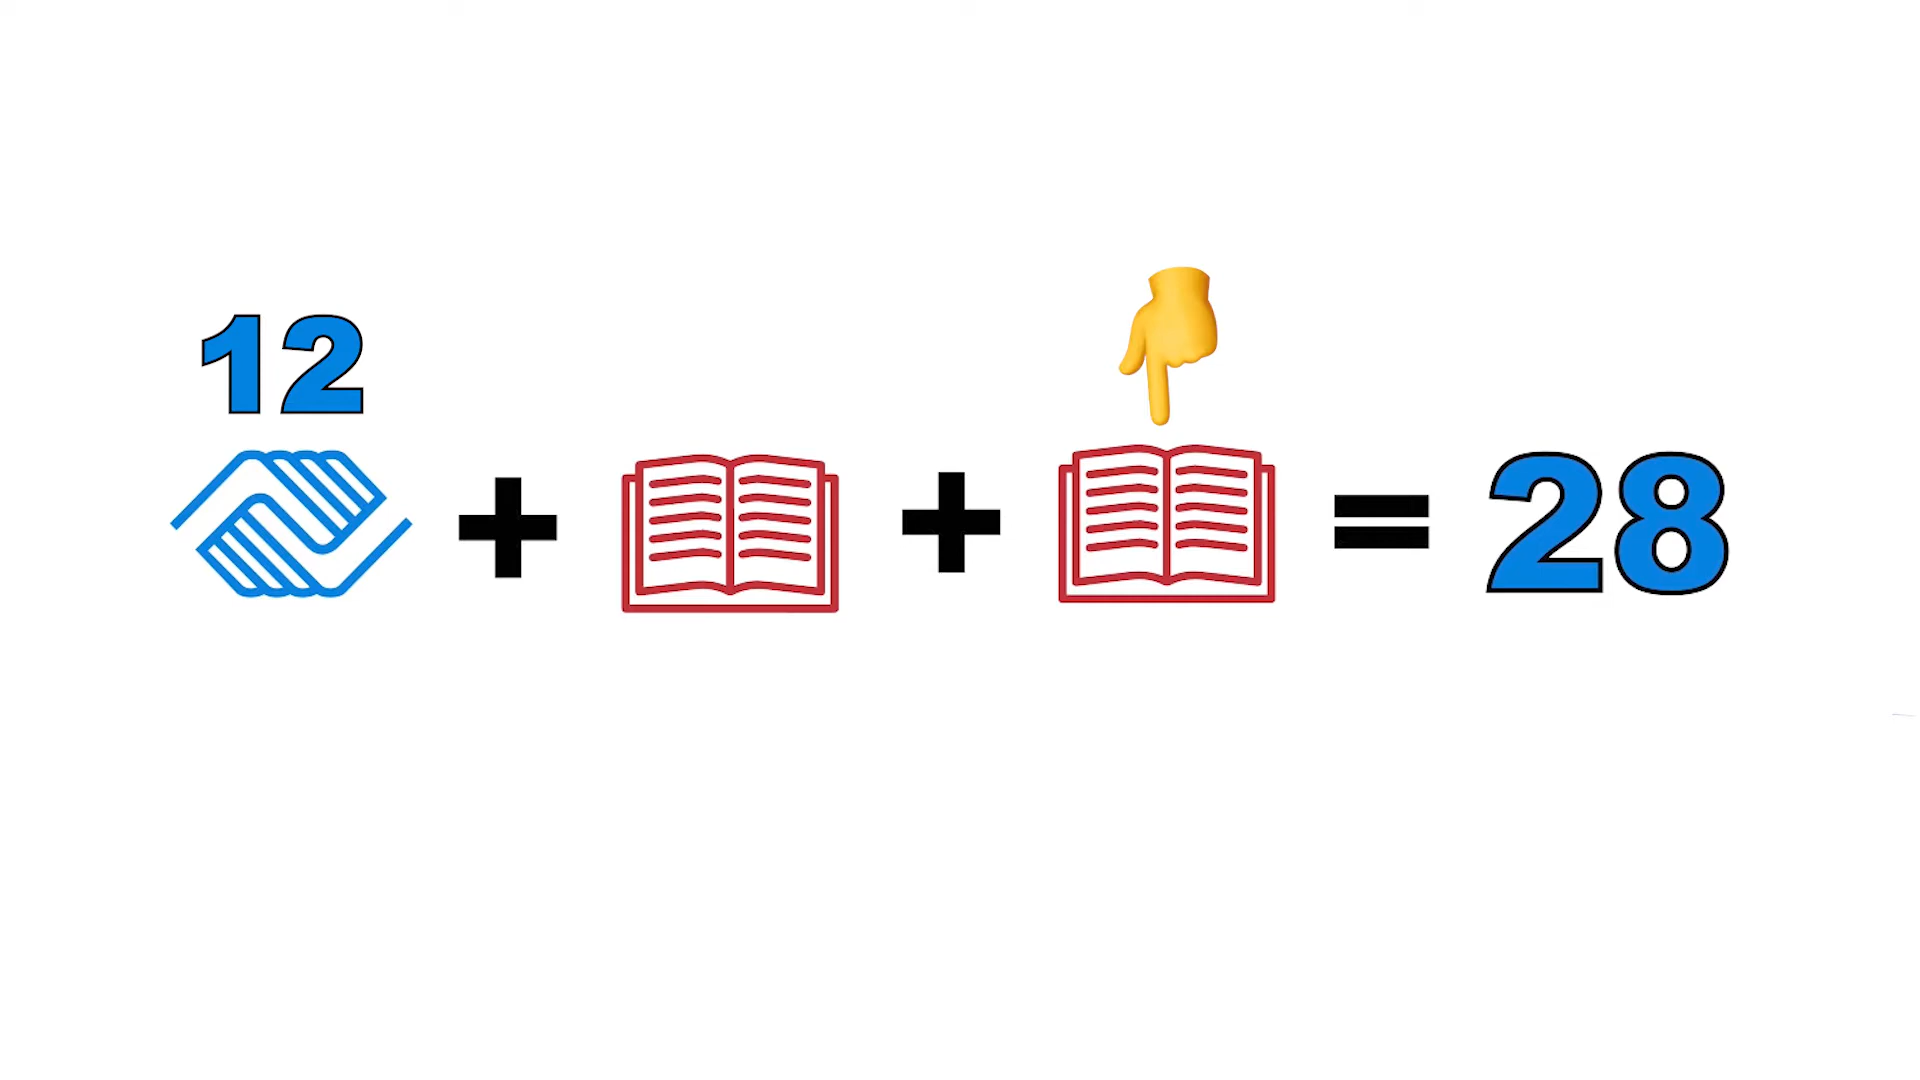 12
+ + = 28